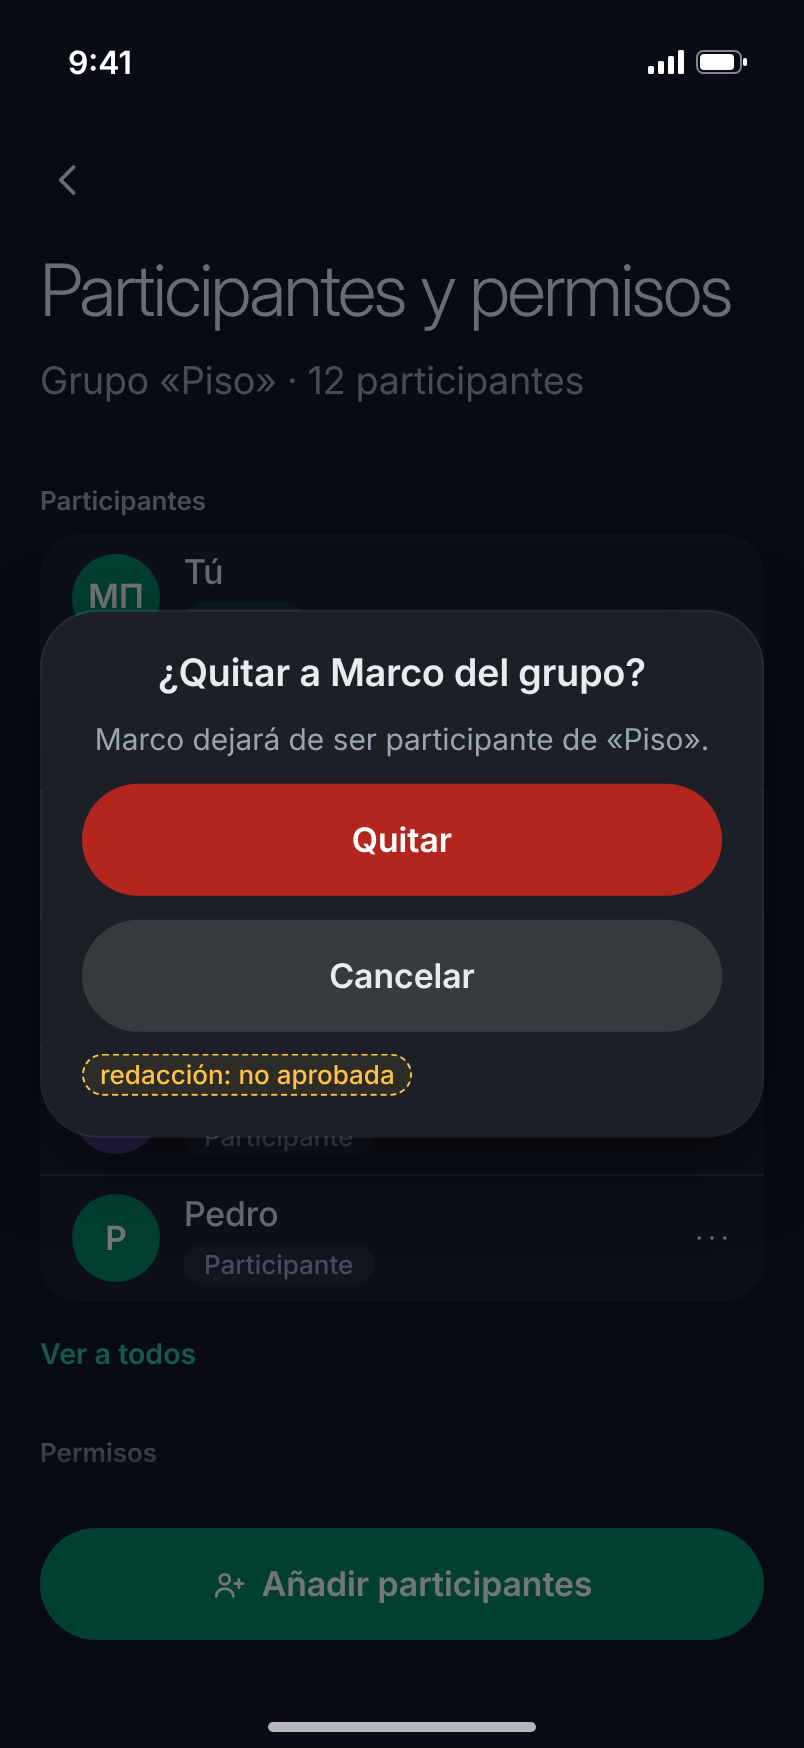 9:41
Participantes y permisos
Grupo «Piso» · 12 participantes
Participantes
МП
Tú
¿Quitar a Marco del grupo?
Marco dejará de ser participante de «Piso».
Quitar
Cancelar
redacción: no aprobada
Participante
P
Pedro
Participante
Ver a todos
Permisos
Añadir participantes